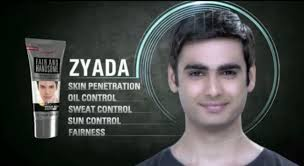 FAIR AND
HANDSOME
ZYADA
SKIN PENETRATION
OIL CONTROL
SWEAT CONTROL
SUN CONTROL
FAIRNESS